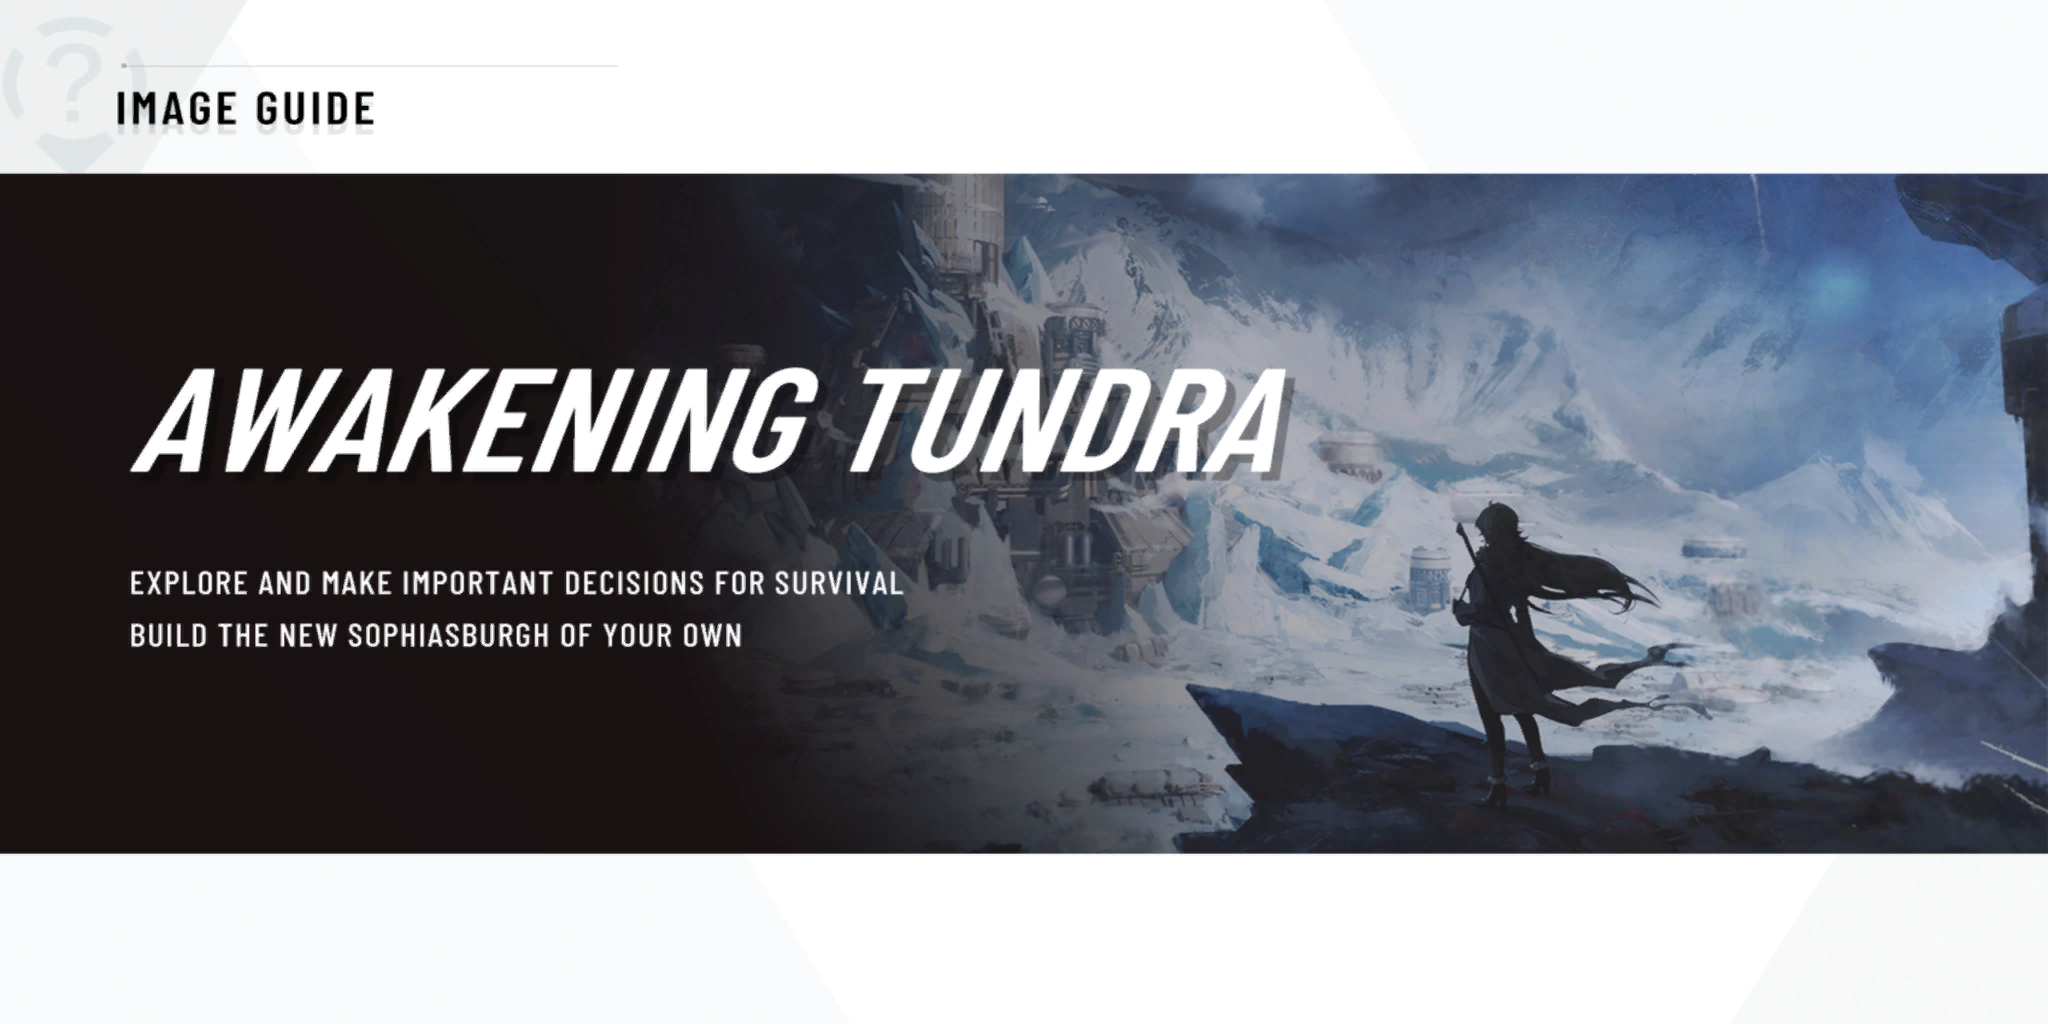 IMAGE GUIDE
AWAKENING TUNDRA
EXPLORE AND MAKE IMPORTANT DECISIONS FOR SURVIVAL
BUILD THE NEW SOPHIASBURGH OF YOUR OWN